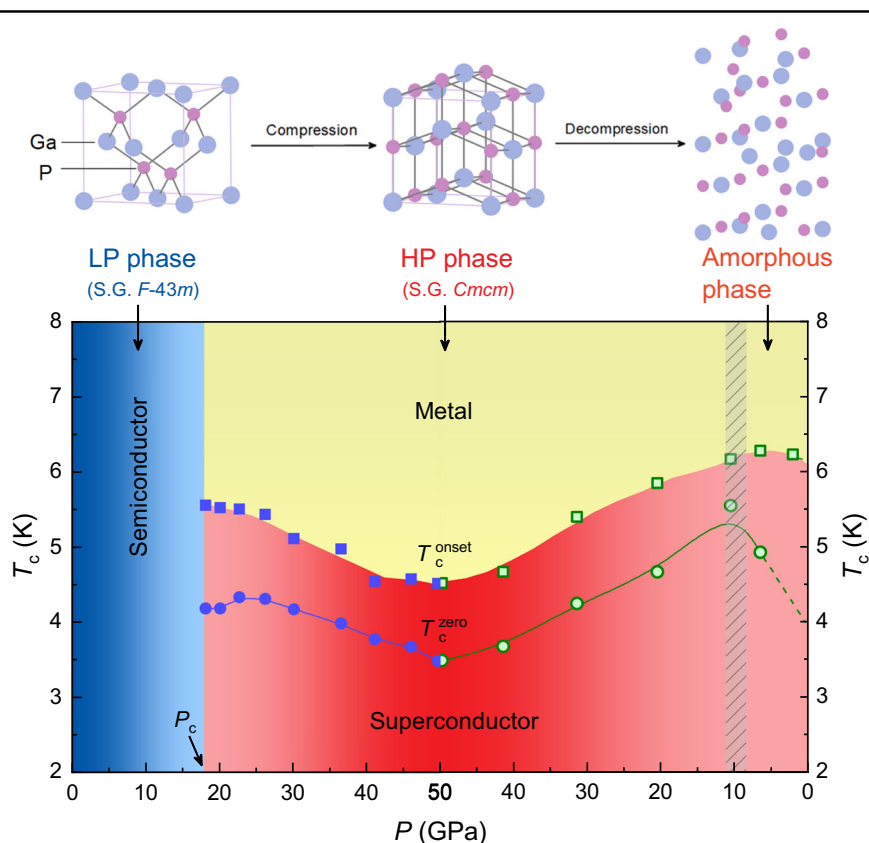 Ga
P
Compression
Decompression
LP phase
(S.G. F-43m)
HP phase
(S.G. Cmcm)
Amorphous
phase
8
7
6
5
4
3
2
T_c (K)
Semiconductor
Metal
T_c^onset
T_c^zero
Superconductor
P_c
8
7
6
5
4
3
2
T_c (K)
0 10 20 30 40 50 40 30 20 10 0
P (GPa)